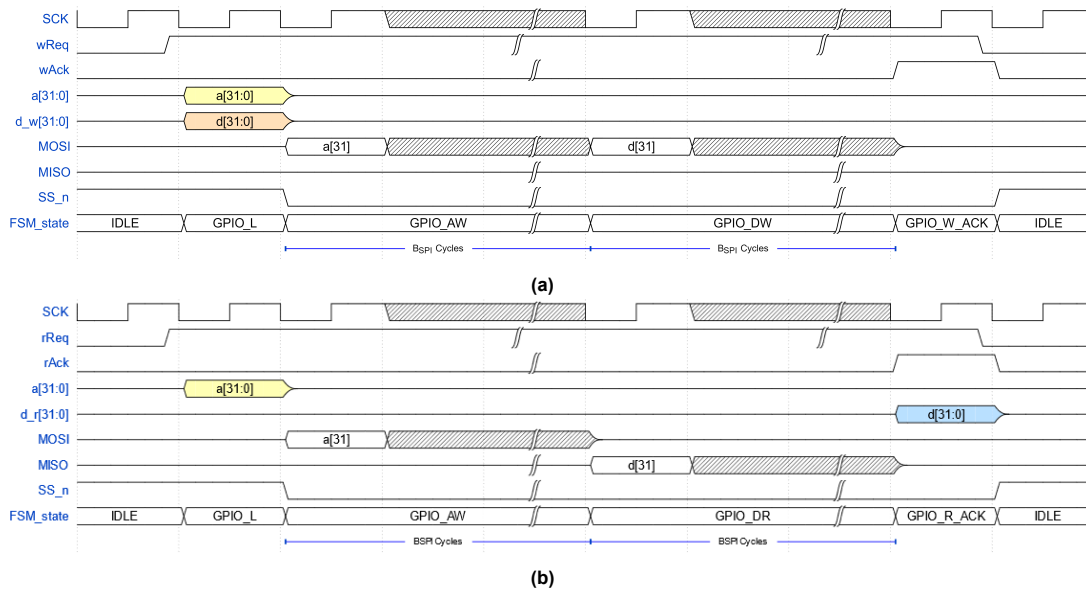 SCK
wReq
wAck
a[31:0] a[31:0]
d_w[31:0] d[31:0]
MOSI a[31] d[31]
MISO
SS_n
FSM_state IDLE GPIO_L GPIO_AW GPIO_DW GPIO_W_ACK IDLE
BSPI Cycles BSPI Cycles
(a)
SCK
rReq
rAck
a[31:0] a[31:0]
d_r[31:0] d[31:0]
MOSI a[31]
MISO d[31]
SS_n
FSM_state IDLE GPIO_L GPIO_AW GPIO_DR GPIO_R_ACK IDLE
BSPI Cycles BSPI Cycles
(b)